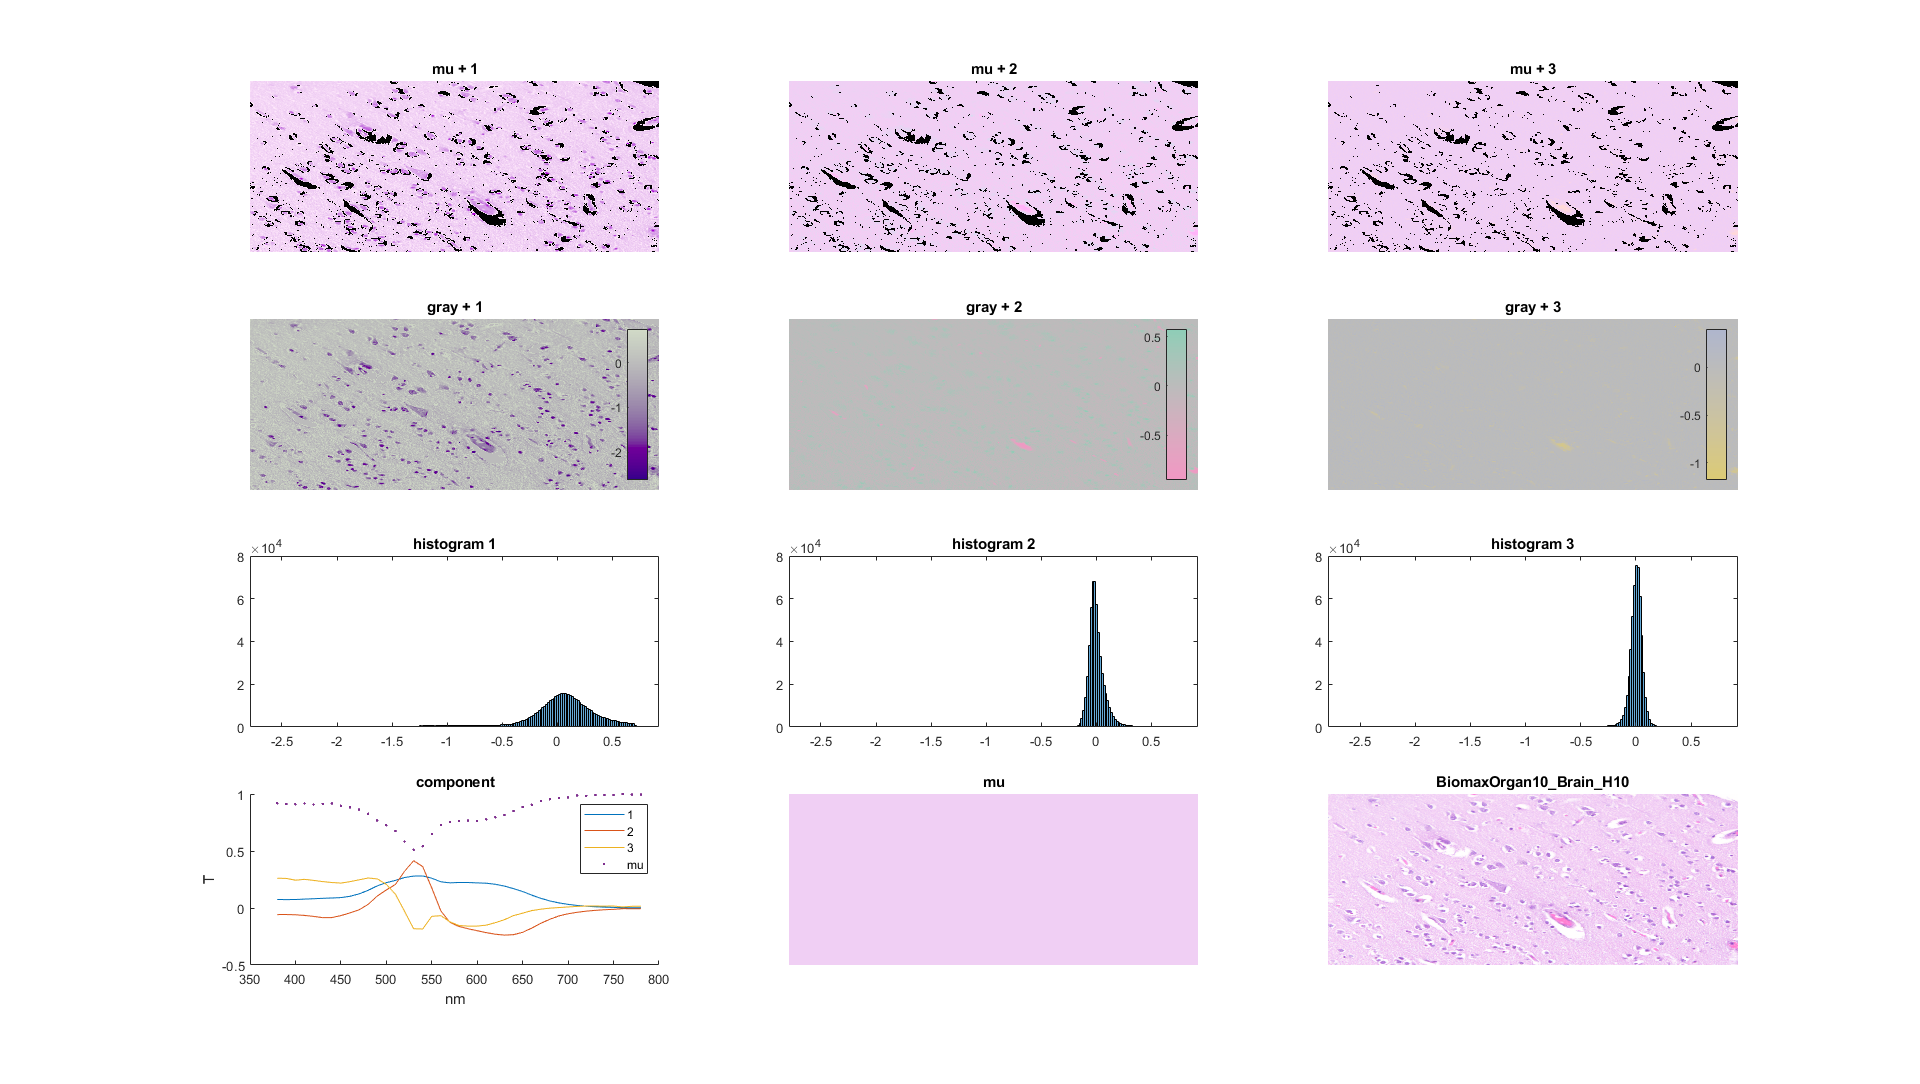 mu + 1
mu + 2
mu + 3
gray + 1
gray + 2
gray + 3
0
-1
-2
0.5
0
-0.5
0
-0.5
-1
histogram 1
histogram 2
histogram 3
×10⁴
8
6
4
2
0
-2.5 -2 -1.5 -1 -0.5 0 0.5
×10⁴
8
6
4
2
0
-2.5 -2 -1.5 -1 -0.5 0 0.5
×10⁴
8
6
4
2
0
-2.5 -2 -1.5 -1 -0.5 0 0.5
component
mu
BiomaxOrgan10_Brain_H10
T
1
0.5
0
-0.5
1
2
3
mu
350 400 450 500 550 600 650 700 750 800
nm